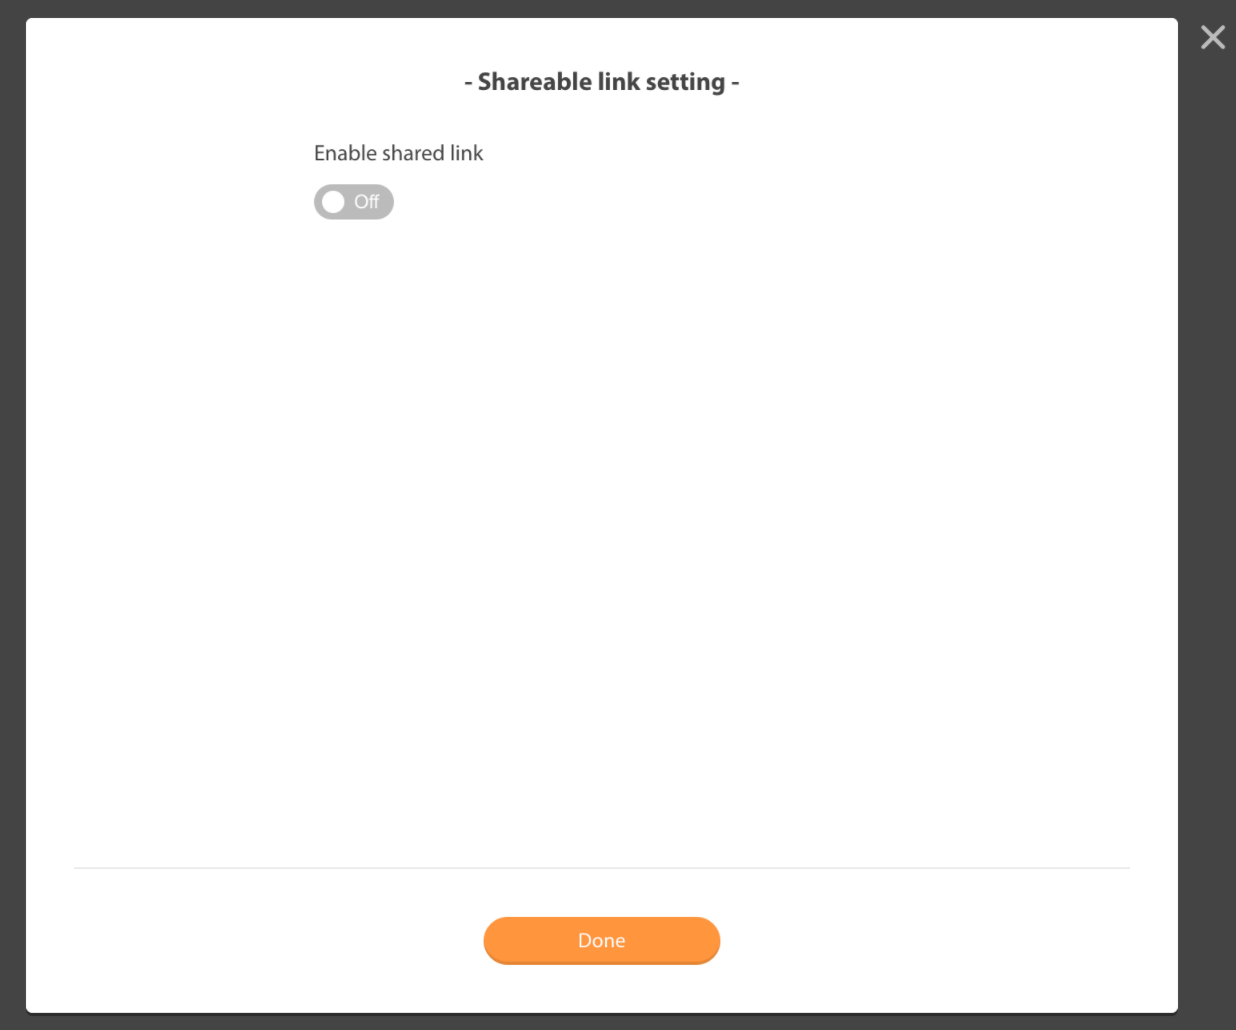 - Shareable link setting -
Enable shared link
Off
Done